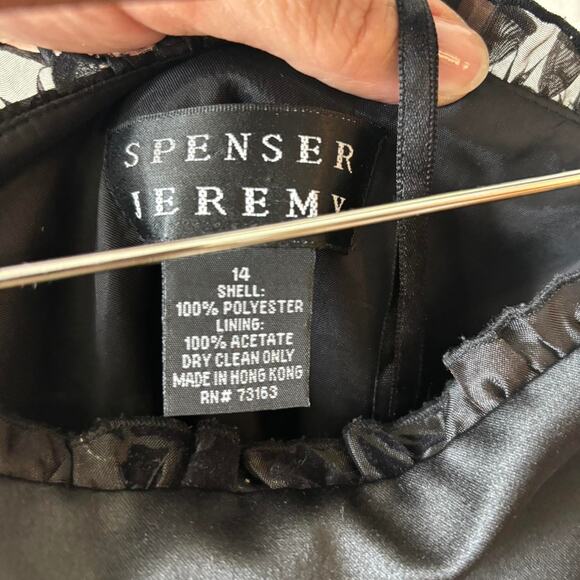 SPENSER
JEREMY
14
SHELL:
100% POLYESTER
LINING:
100% ACETATE
DRY CLEAN ONLY
MADE IN HONG KONG
RN# 73163